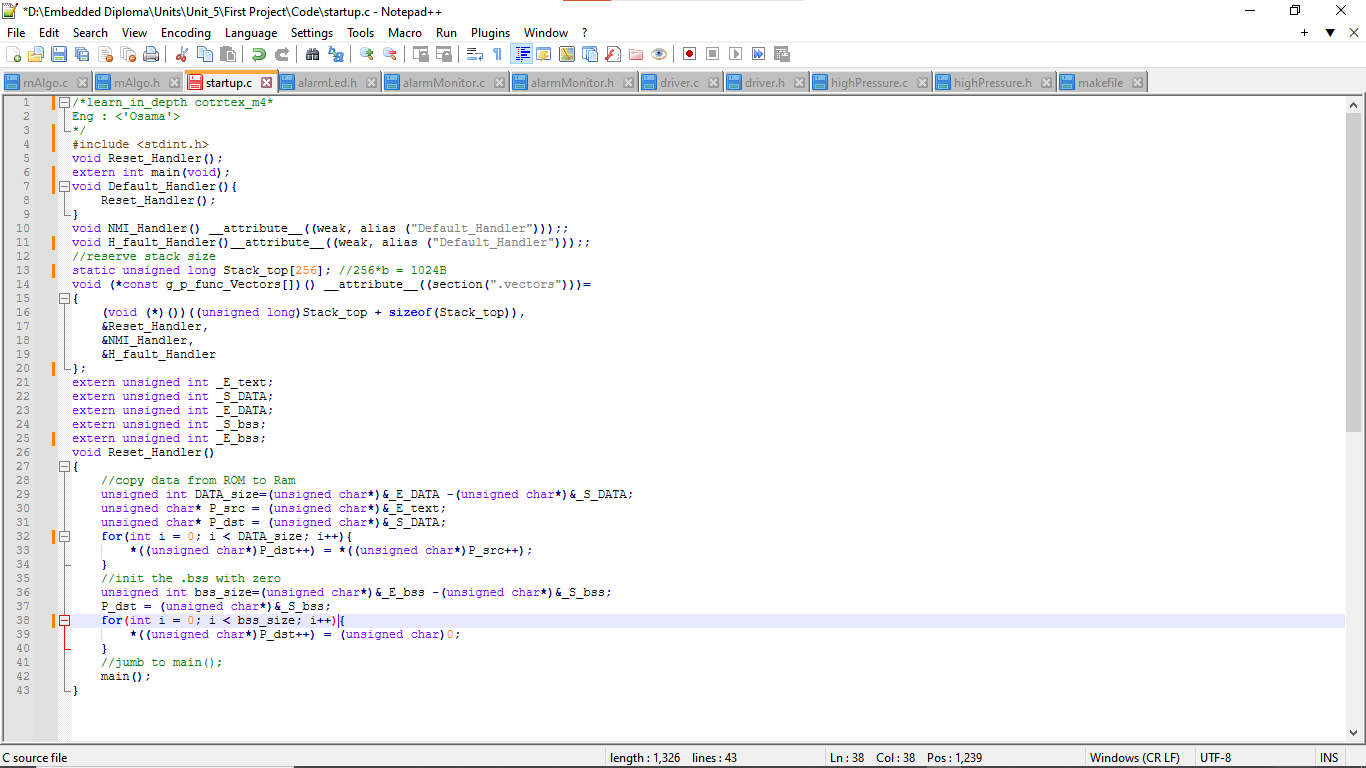 *D:\Embedded Diploma\Units\Unit_5\First Project\Code\startup.c - Notepad++
File Edit Search View Encoding Language Settings Tools Macro Run Plugins Window ? + ▼ X
mAlgo.c mAlgo.h startup.c alarmLed.h alarmMonitor.c alarmMonitor.h driver.c driver.h highPressure.c highPressure.h makefile
1 /*learn_in_depth cotrtex_m4*
2 Eng : <'Osama'>
3 */
4 #include <stdint.h>
5 void Reset_Handler();
6 extern int main(void);
7 void Default_Handler(){
8     Reset_Handler();
9 }
10 void NMI_Handler() __attribute__((weak, alias ("Default_Handler")));;
11 void H_fault_Handler()__attribute__((weak, alias ("Default_Handler")));;
12 //reserve stack size
13 static unsigned long Stack_top[256]; //256*b = 1024B
14 void (*const g_p_func_Vectors[])() __attribute__((section(".vectors")))=
15 {
16     (void (*)())((unsigned long)Stack_top + sizeof(Stack_top)),
17     &Reset_Handler,
18     &NMI_Handler,
19     &H_fault_Handler
20 };
21 extern unsigned int _E_text;
22 extern unsigned int _S_DATA;
23 extern unsigned int _E_DATA;
24 extern unsigned int _S_bss;
25 extern unsigned int _E_bss;
26 void Reset_Handler()
27 {
28     //copy data from ROM to Ram
29     unsigned int DATA_size=(unsigned char*)&_E_DATA -(unsigned char*)&_S_DATA;
30     unsigned char* P_src = (unsigned char*)&_E_text;
31     unsigned char* P_dst = (unsigned char*)&_S_DATA;
32     for(int i = 0; i < DATA_size; i++){
33         *((unsigned char*)P_dst++) = *((unsigned char*)P_src++);
34     }
35     //init the .bss with zero
36     unsigned int bss_size=(unsigned char*)&_E_bss -(unsigned char*)&_S_bss;
37     P_dst = (unsigned char*)&_S_bss;
38     for(int i = 0; i < bss_size; i++){
39         *((unsigned char*)P_dst++) = (unsigned char)0;
40     }
41     //jumb to main();
42     main();
43 }
C source file length : 1,326 lines : 43 Ln : 38 Col : 38 Pos : 1,239 Windows (CR LF) UTF-8 INS